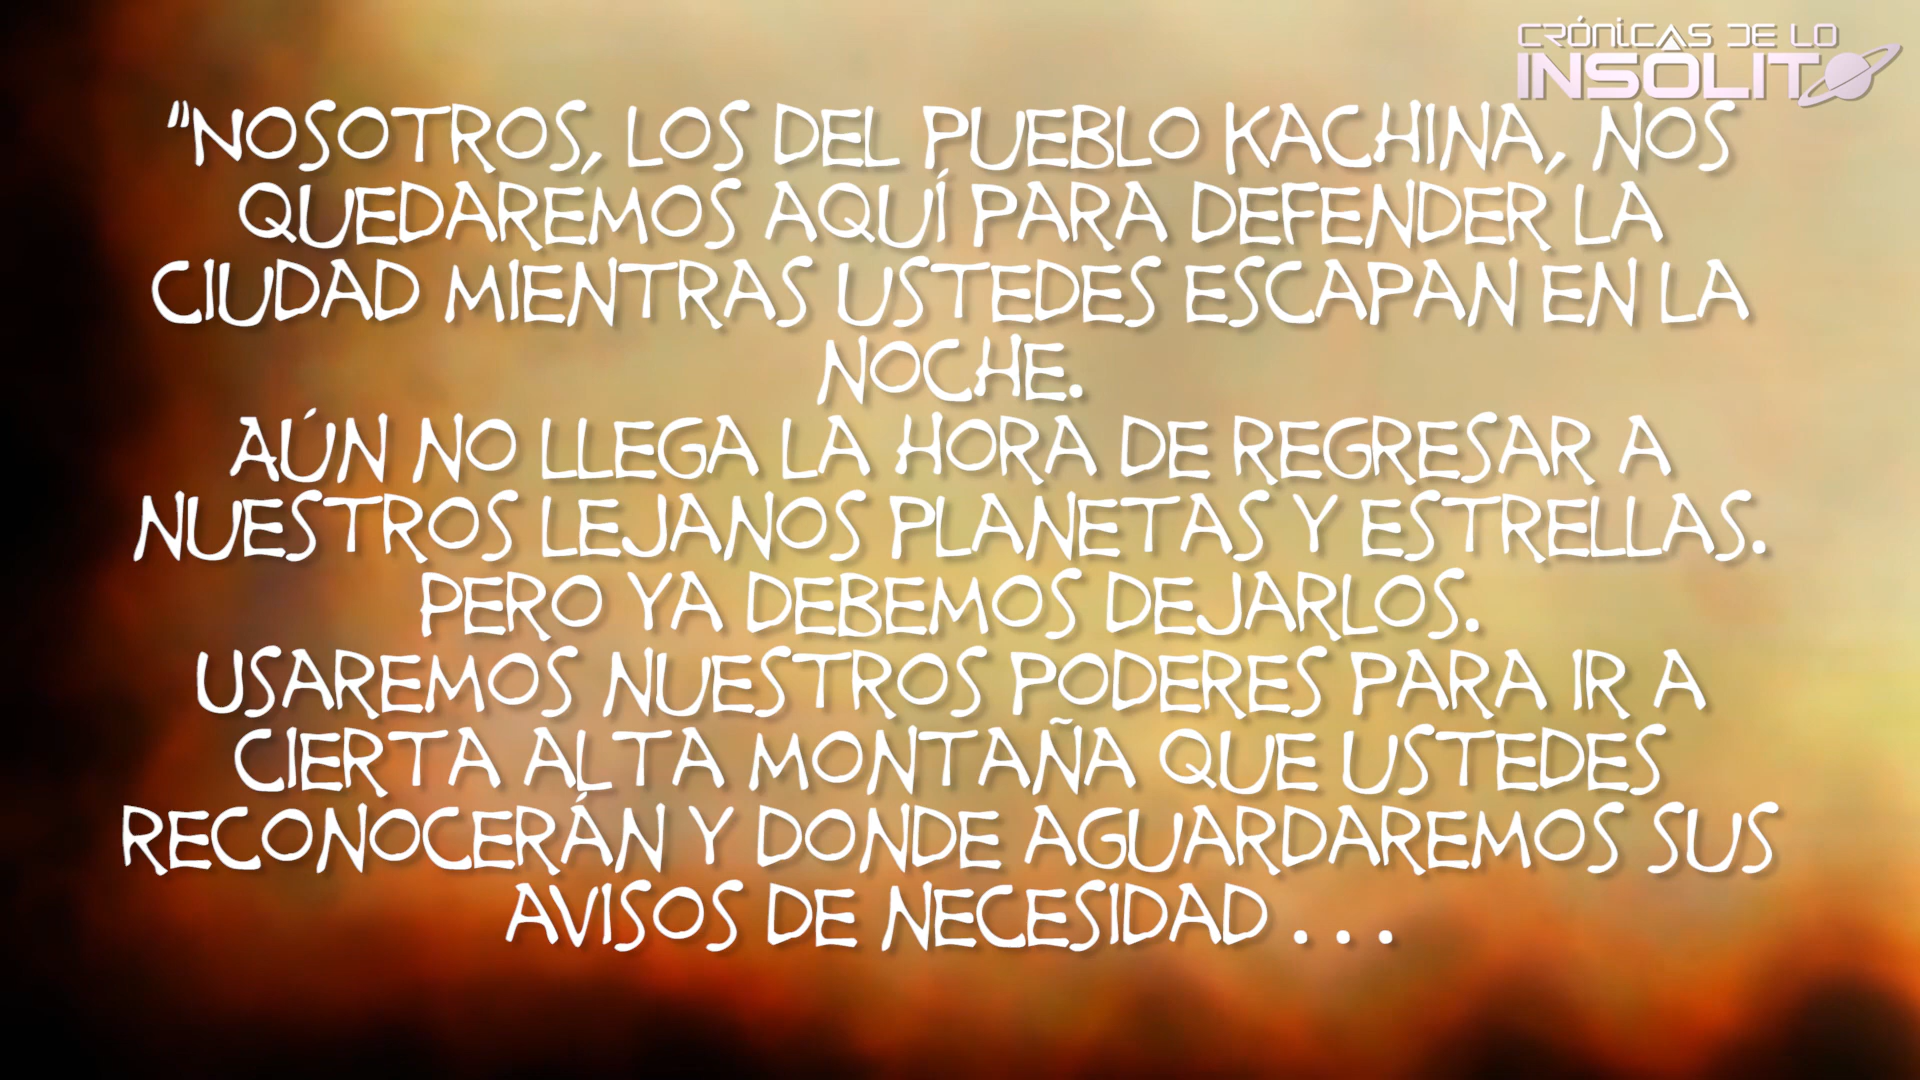 CRÓNICAS DE LO
INSOLITO
"NOSOTROS, LOS DEL PUEBLO KACHINA, NOS
QUEDAREMOS AQUÍ PARA DEFENDER LA
CIUDAD MIENTRAS USTEDES ESCAPAN EN LA
NOCHE.
AÚN NO LLEGA LA HORA DE REGRESAR A
NUESTROS LEJANOS PLANETAS Y ESTRELLAS.
PERO YA DEBEMOS DEJARLOS.
USAREMOS NUESTROS PODERES PARA IR A
CIERTA ALTA MONTAÑA QUE USTEDES
RECONOCERÁN Y DONDE AGUARDAREMOS SUS
AVISOS DE NECESIDAD . . .